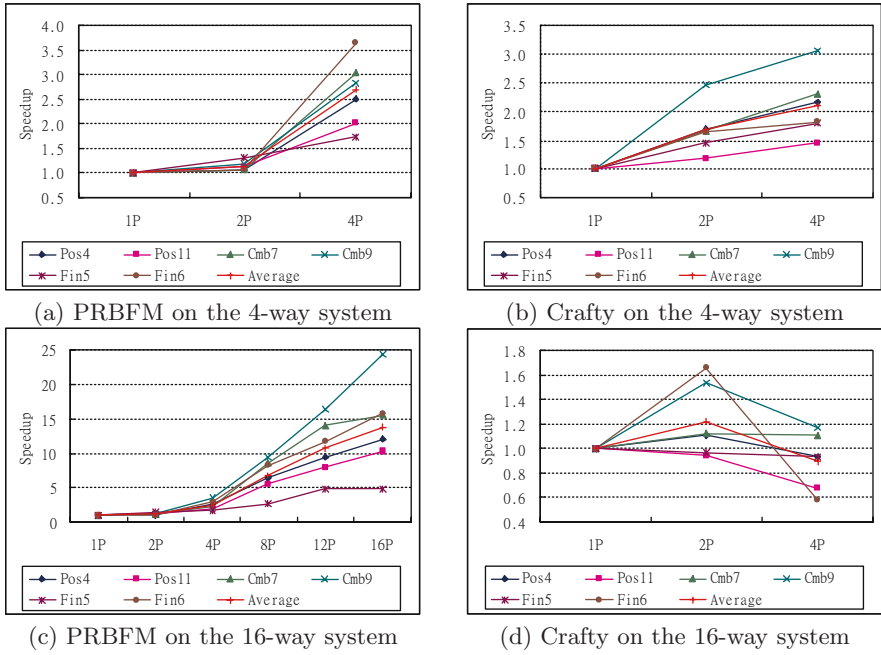 4.0
3.5
3.0
2.5
2.0
1.5
1.0
0.5
Speedup
1P 2P 4P
Pos4 Pos11 Cmb7 Cmb9
Fin5 Fin6 Average
(a) PRBFM on the 4-way system
3.5
3.0
2.5
2.0
1.5
1.0
0.5
Speedup
1P 2P 4P
Pos4 Pos11 Cmb7 Cmb9
Fin5 Fin6 Average
(b) Crafty on the 4-way system
25
20
15
10
5
0
Speedup
1P 2P 4P 8P 12P 16P
Pos4 Pos11 Cmb7 Cmb9
Fin5 Fin6 Average
(c) PRBFM on the 16-way system
1.8
1.6
1.4
1.2
1.0
0.8
0.6
0.4
Speedup
1P 2P 4P
Pos4 Pos11 Cmb7 Cmb9
Fin5 Fin6 Average
(d) Crafty on the 16-way system